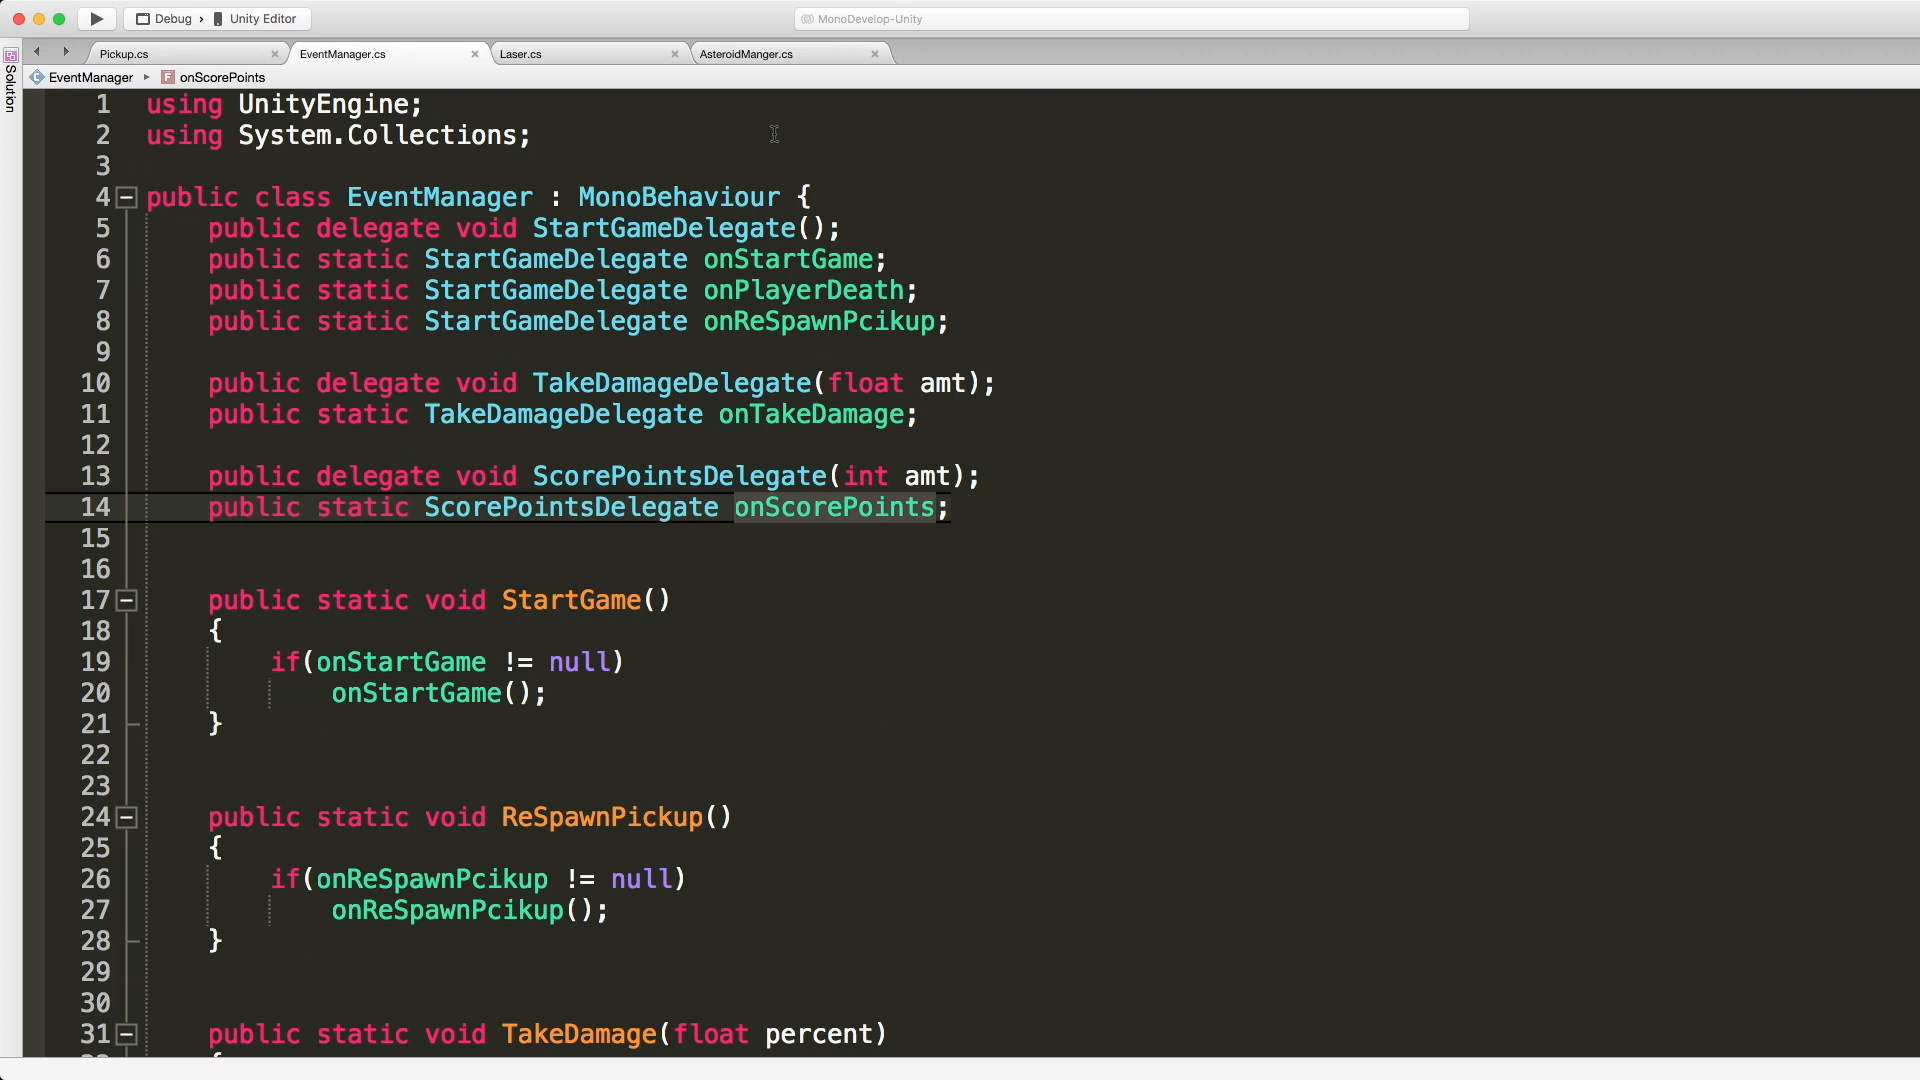 Debug › Unity Editor
MonoDevelop-Unity
Solution
Pickup.cs
EventManager.cs
Laser.cs
AsteroidManger.cs
EventManager ▸ onScorePoints
1 using UnityEngine;
2 using System.Collections;
3
4 public class EventManager : MonoBehaviour {
5 public delegate void StartGameDelegate();
6 public static StartGameDelegate onStartGame;
7 public static StartGameDelegate onPlayerDeath;
8 public static StartGameDelegate onReSpawnPcikup;
9
10 public delegate void TakeDamageDelegate(float amt);
11 public static TakeDamageDelegate onTakeDamage;
12
13 public delegate void ScorePointsDelegate(int amt);
14 public static ScorePointsDelegate onScorePoints;
15
16
17 public static void StartGame()
18 {
19 if(onStartGame != null)
20 onStartGame();
21 }
22
23
24 public static void ReSpawnPickup()
25 {
26 if(onReSpawnPcikup != null)
27 onReSpawnPcikup();
28 }
29
30
31 public static void TakeDamage(float percent)